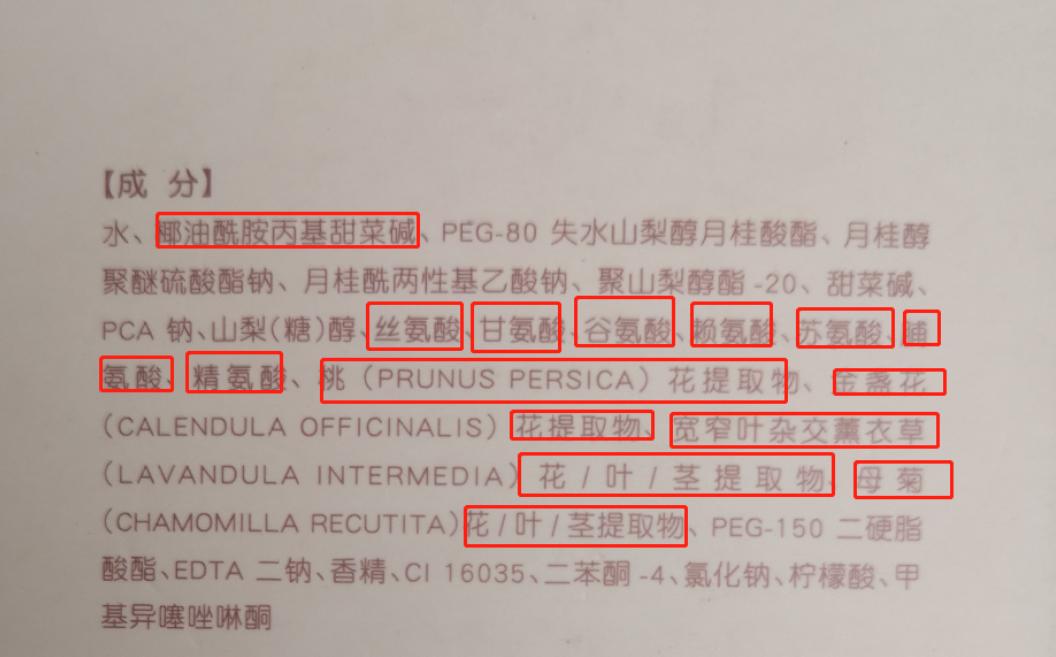 【成 分】
水、椰油酰胺丙基甜菜碱、PEG-80 失水山梨醇月桂酸酯、月桂醇
聚醚硫酸酯钠、月桂酰两性基乙酸钠、聚山梨醇酯-20、甜菜碱、
PCA 钠、山梨(糖)醇、丝氨酸、甘氨酸、谷氨酸、赖氨酸、苏氨酸、脯
氨酸、精氨酸、桃（PRUNUS PERSICA）花提取物、金盏花
（CALENDULA OFFICINALIS）花提取物、宽窄叶杂交薰衣草
（LAVANDULA INTERMEDIA）花/叶/茎提取物、母菊
（CHAMOMILLA RECUTITA）花/叶/茎提取物、PEG-150 二硬脂
酸酯、EDTA 二钠、香精、CI 16035、二苯酮-4、氯化钠、柠檬酸、甲
基异噻唑啉酮